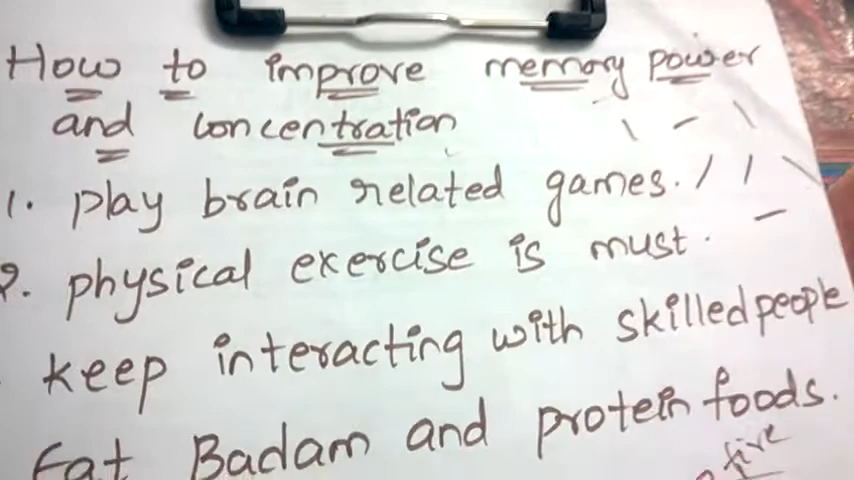 How to improve memory power
and concentration
1. play brain related games.
2. physical exercise is must.
keep interacting with skilled people
Eat Badam and protein foods.